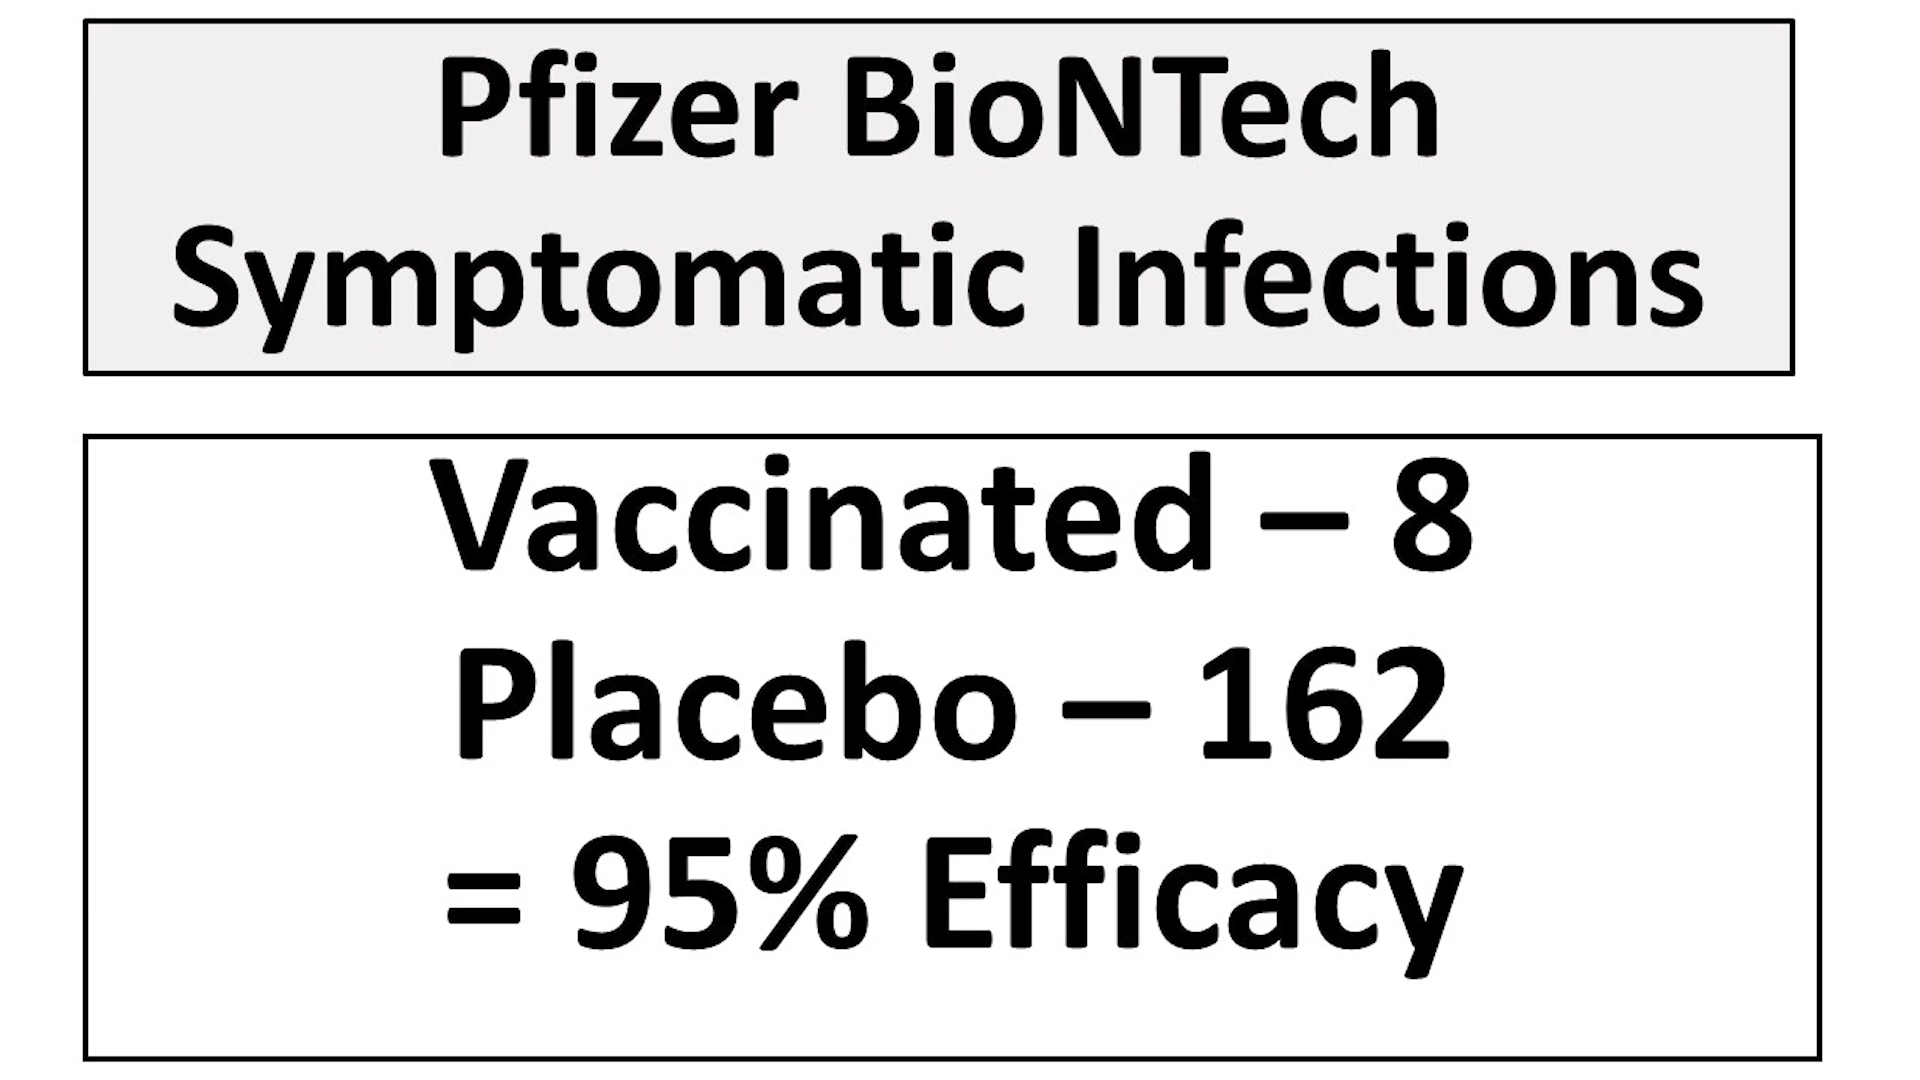 Pfizer BioNTech
Symptomatic Infections
Vaccinated – 8
Placebo – 162
= 95% Efficacy